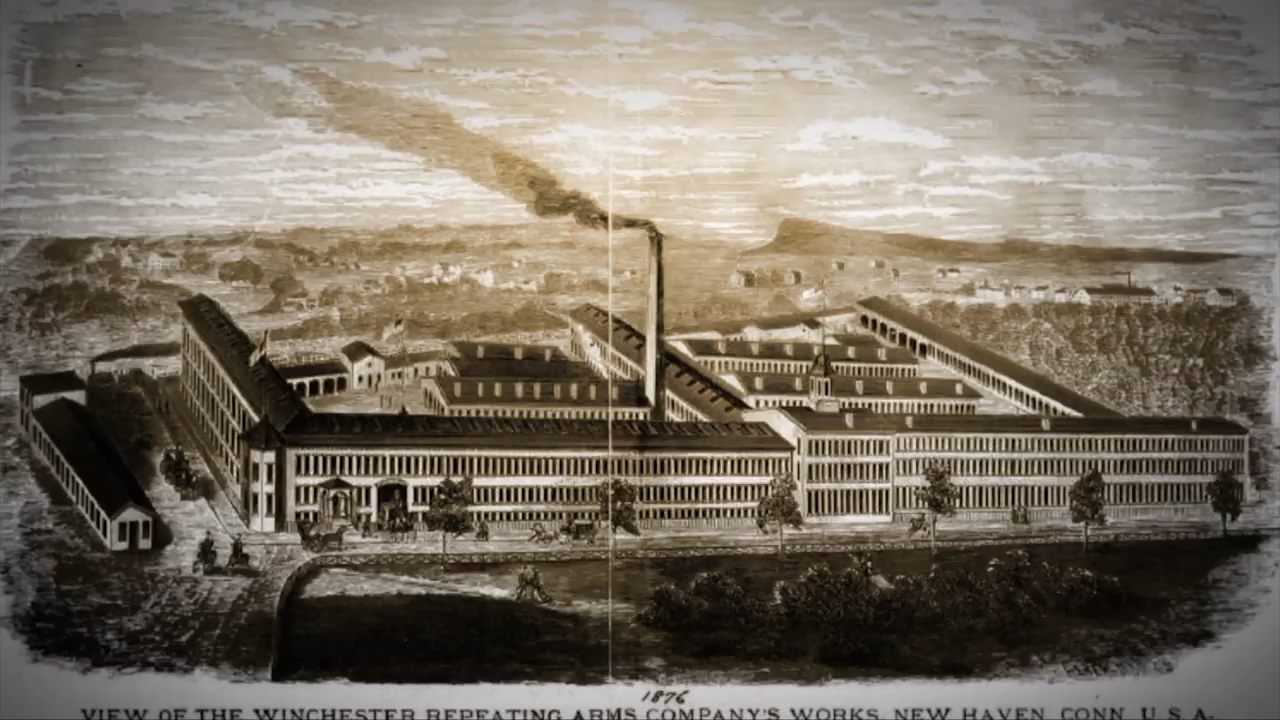 1876
VIEW OF THE WINCHESTER REPEATING ARMS COMPANY'S WORKS, NEW HAVEN, CONN. U.S.A.